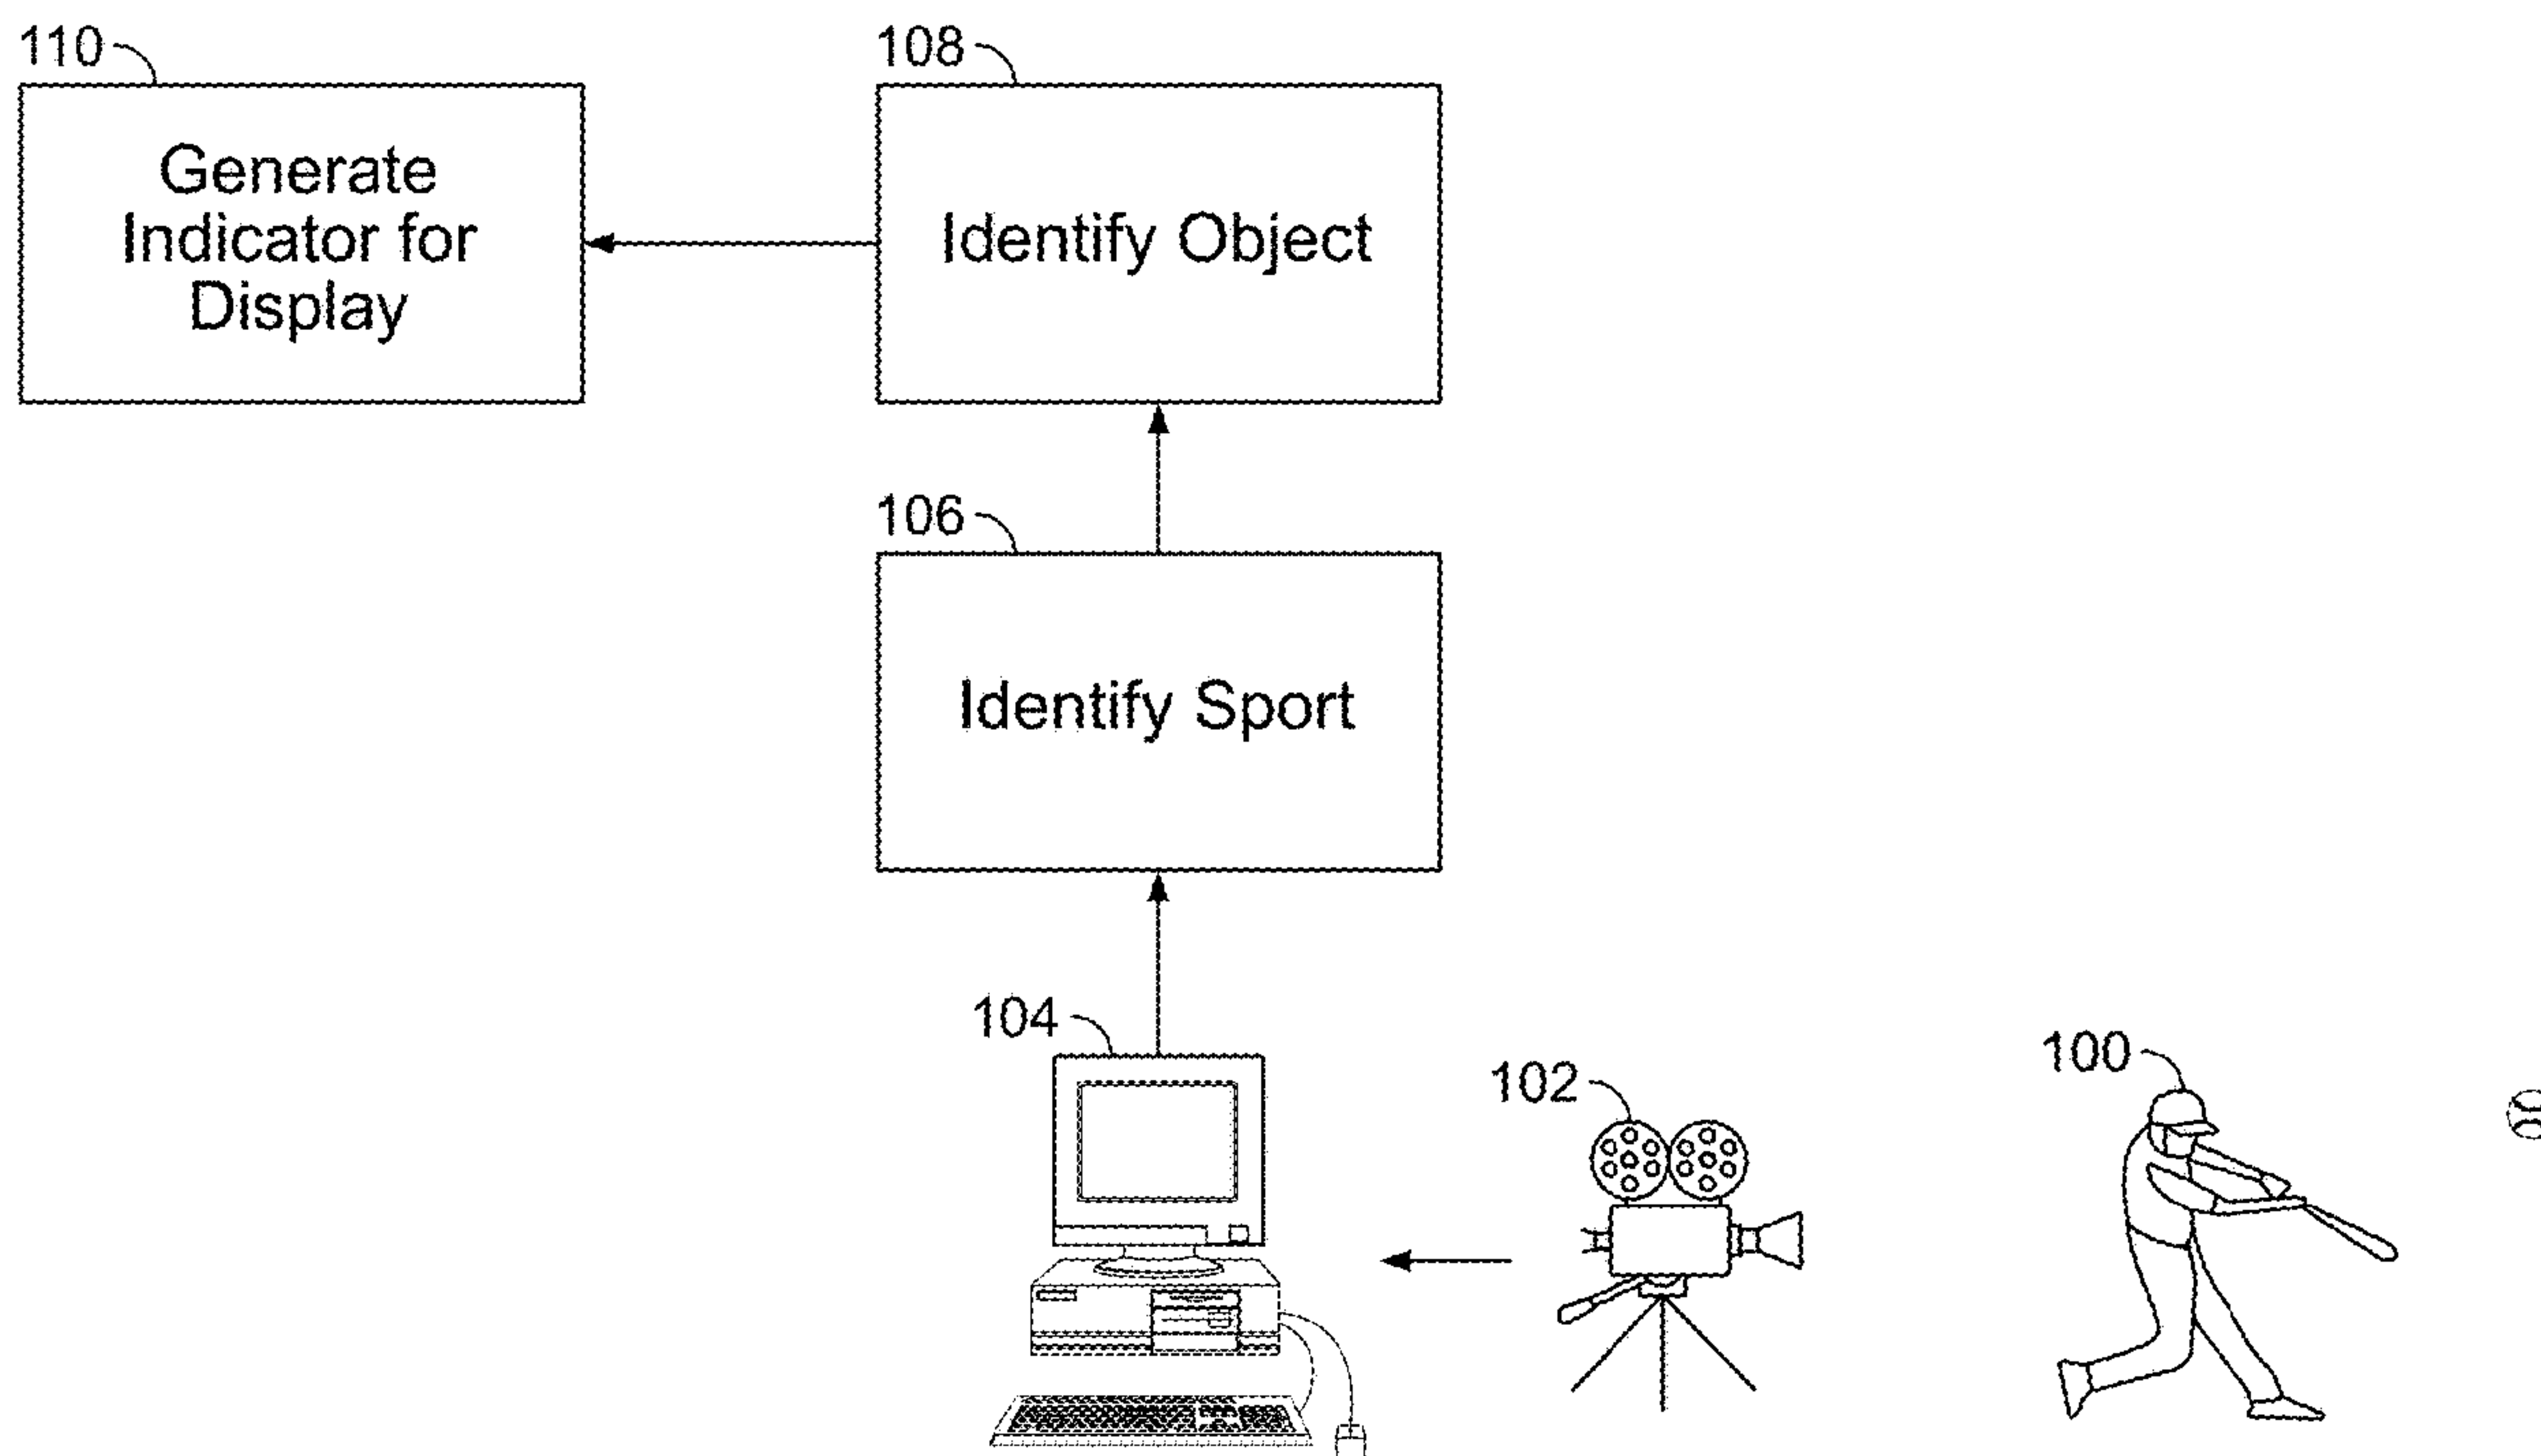 110
108
Generate
Indicator for
Display
Identify Object
106
Identify Sport
104
102
100